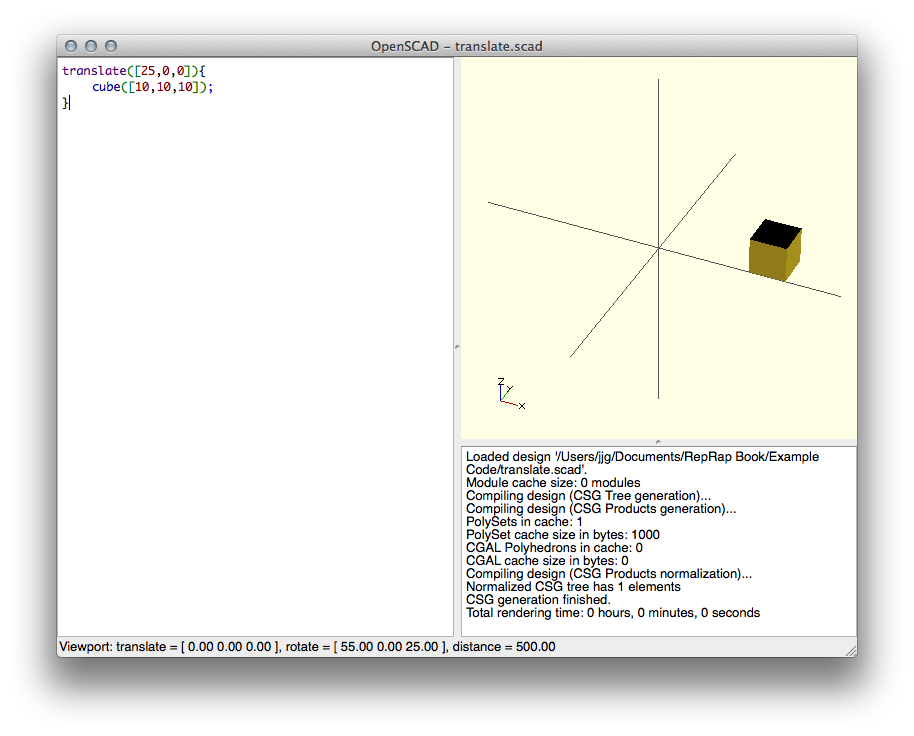 OpenSCAD – translate.scad
translate([25,0,0]){
    cube([10,10,10]);
}
Z
Y
X
Loaded design '/Users/jjg/Documents/RepRap Book/Example
Code/translate.scad'.
Module cache size: 0 modules
Compiling design (CSG Tree generation)...
Compiling design (CSG Products generation)...
PolySets in cache: 1
PolySet cache size in bytes: 1000
CGAL Polyhedrons in cache: 0
CGAL cache size in bytes: 0
Compiling design (CSG Products normalization)...
Normalized CSG tree has 1 elements
CSG generation finished.
Total rendering time: 0 hours, 0 minutes, 0 seconds
Viewport: translate = [ 0.00 0.00 0.00 ], rotate = [ 55.00 0.00 25.00 ], distance = 500.00